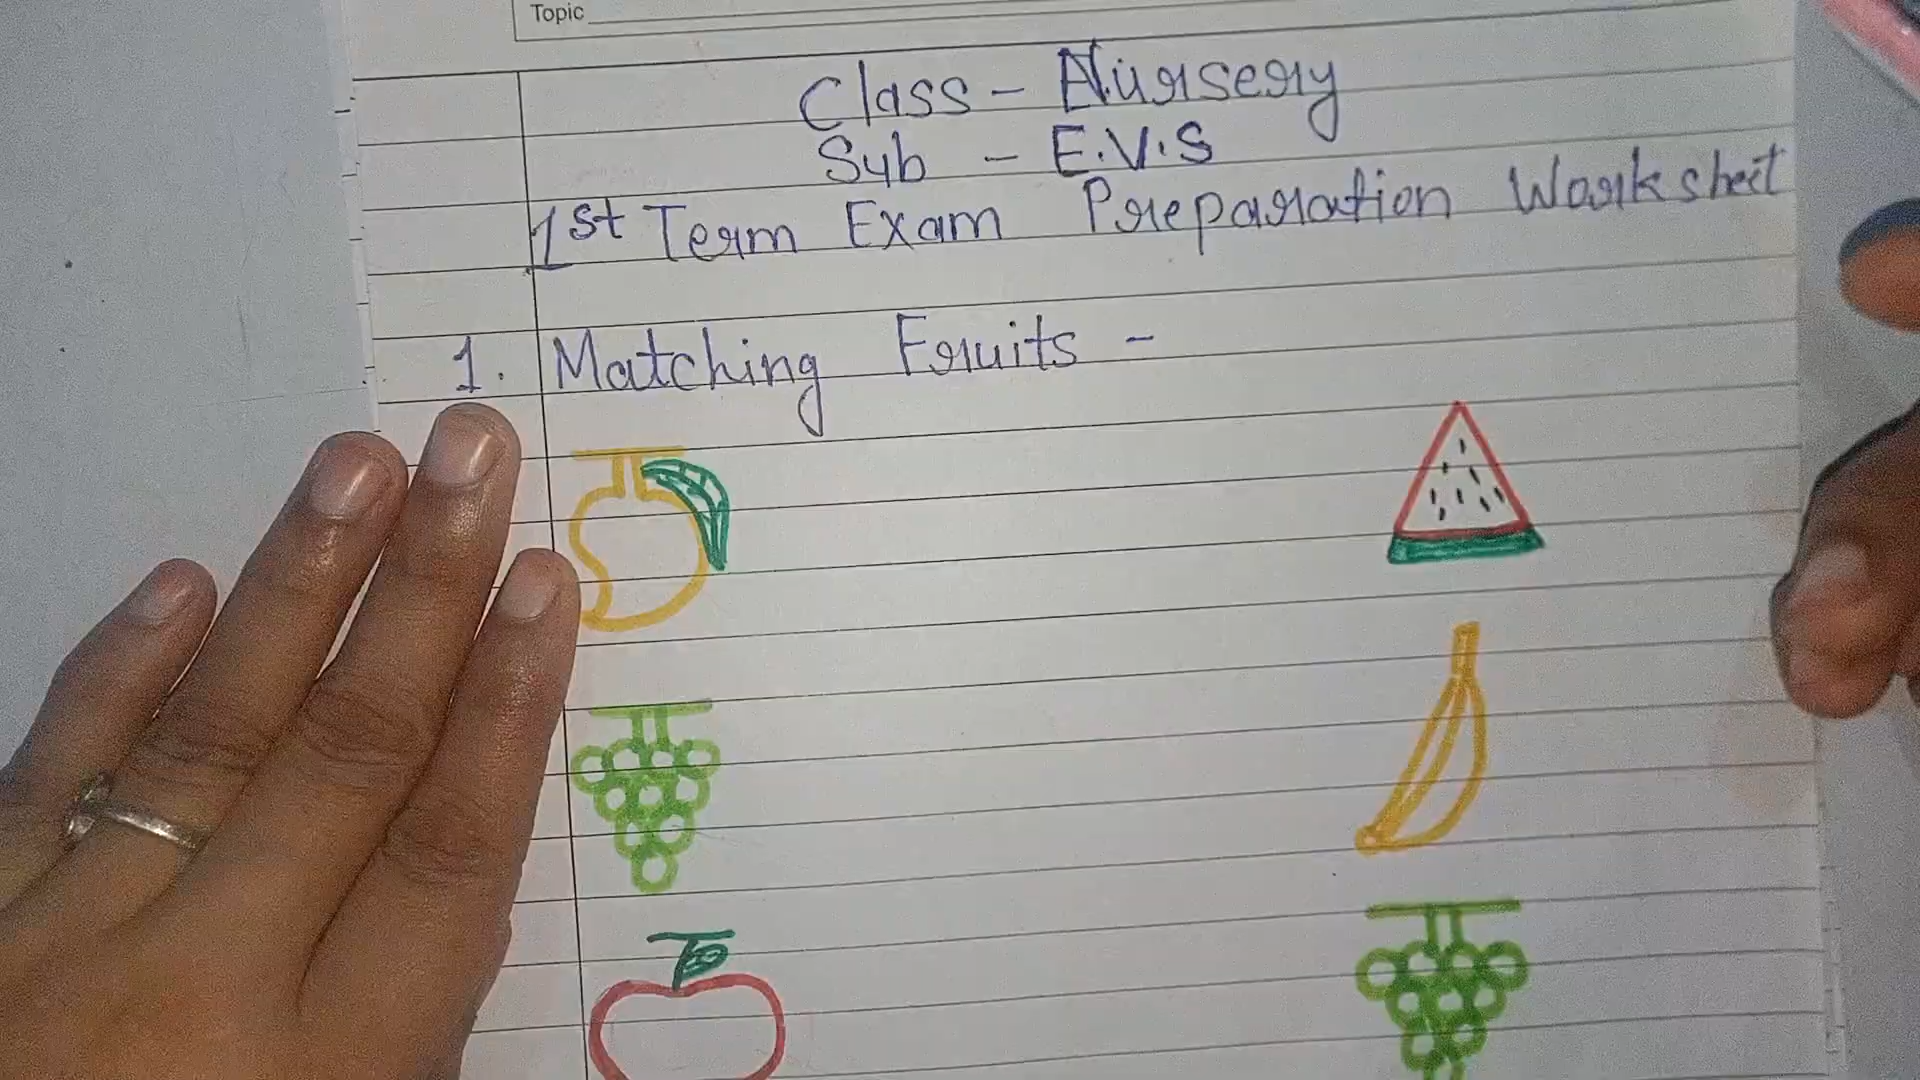 Topic
Class - Nursery
Sub - E.V.S
1st Term Exam Preparation Worksheet
1. Matching Fruits -